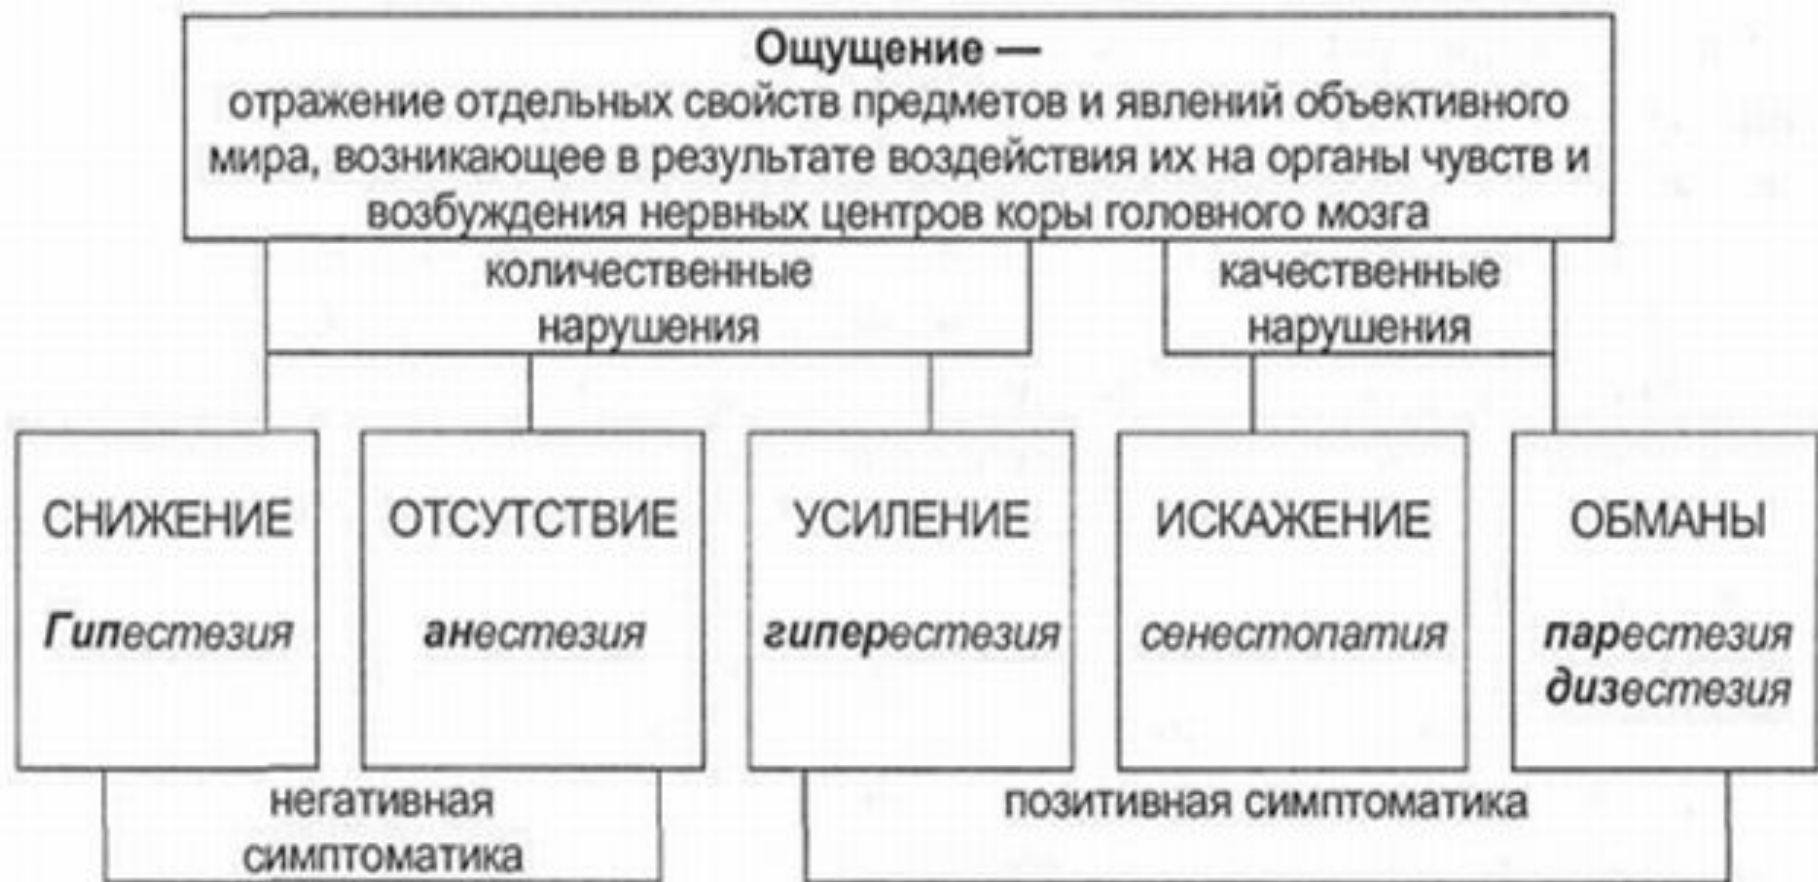 Ощущение —
отражение отдельных свойств предметов и явлений объективного
мира, возникающее в результате воздействия их на органы чувств и
возбуждения нервных центров коры головного мозга
количественные
нарушения
качественные
нарушения
СНИЖЕНИЕ
Гипестезия
ОТСУТСТВИЕ
анестезия
УСИЛЕНИЕ
гиперестезия
ИСКАЖЕНИЕ
сенестопатия
ОБМАНЫ
парестезия
дизестезия
негативная
симптоматика
позитивная симптоматика